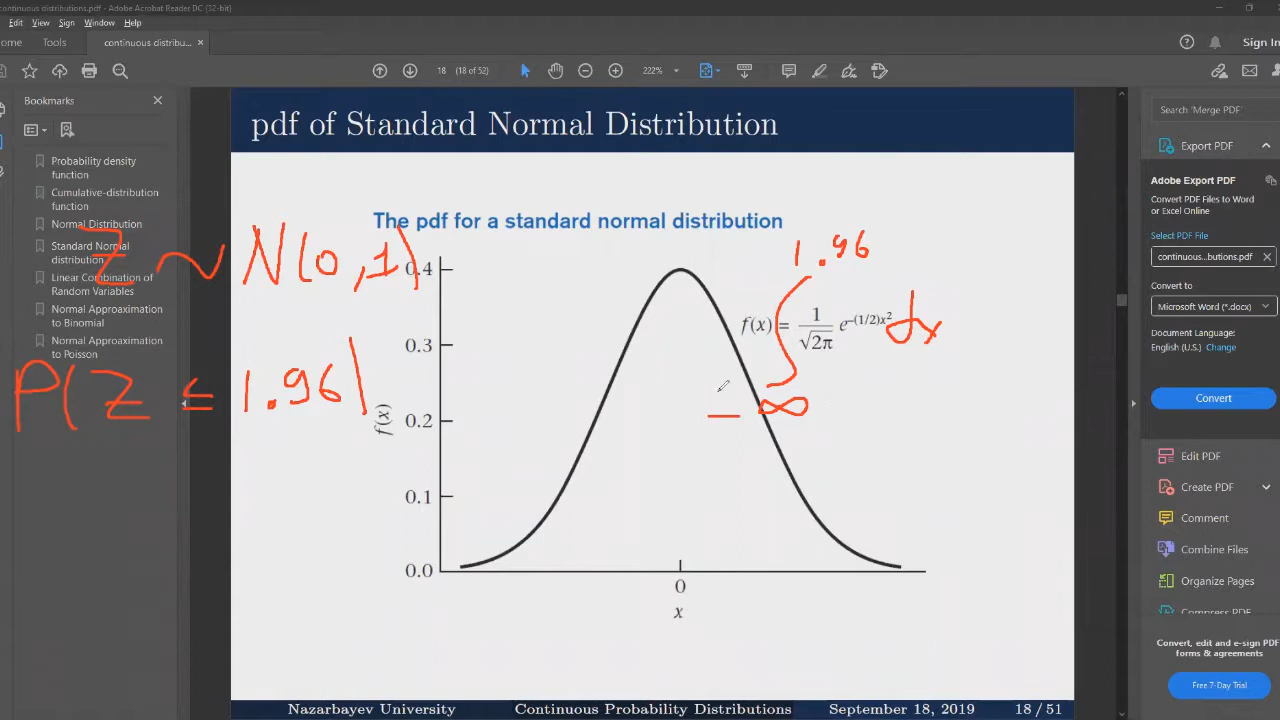 continuous distributions.pdf - Adobe Acrobat Reader DC (32-bit)
Edit View Sign Window Help
ome Tools continuous distribu... × Sign In
18 (18 of 52) 222%
Bookmarks
Probability density
function
Cumulative-distribution
function
Normal Distribution
Standard Normal
distribution
Linear Combination of
Random Variables
Normal Approximation
to Binomial
Normal Approximation
to Poisson
pdf of Standard Normal Distribution
The pdf for a standard normal distribution
Z ~ N(0,1)
P(Z ≤ 1.96)
1.96
∫ f(x) = 1/√2π e^−(1/2)x² dx
− ∞
0.4
0.3
0.2
0.1
0.0
f(x)
0
x
Nazarbayev University Continuous Probability Distributions September 18, 2019 18 / 51
Search 'Merge PDF'
Export PDF
Adobe Export PDF
Convert PDF Files to Word
or Excel Online
Select PDF File
continuous...butions.pdf ×
Convert to
Microsoft Word (*.docx)
Document Language:
English (U.S.) Change
Convert
Edit PDF
Create PDF
Comment
Combine Files
Organize Pages
Compress PDF
Convert, edit and e-sign PDF
forms & agreements
Free 7-Day Trial